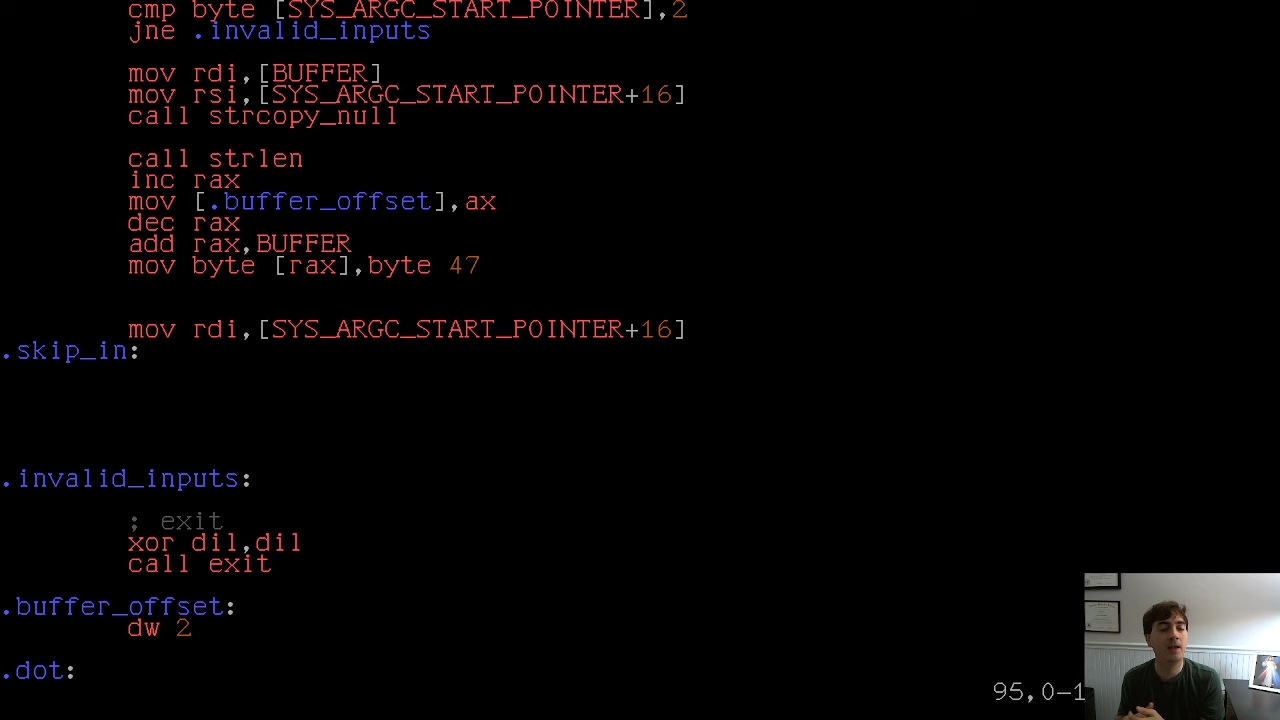 cmp byte [SYS_ARGC_START_POINTER],2
jne .invalid_inputs
mov rdi,[BUFFER]
mov rsi,[SYS_ARGC_START_POINTER+16]
call strcopy_null
call strlen
inc rax
mov [.buffer_offset],ax
dec rax
add rax,BUFFER
mov byte [rax],byte 47
mov rdi,[SYS_ARGC_START_POINTER+16]
.skip_in:
.invalid_inputs:
; exit
xor dil,dil
call exit
.buffer_offset:
dw 2
.dot:
95,0-1